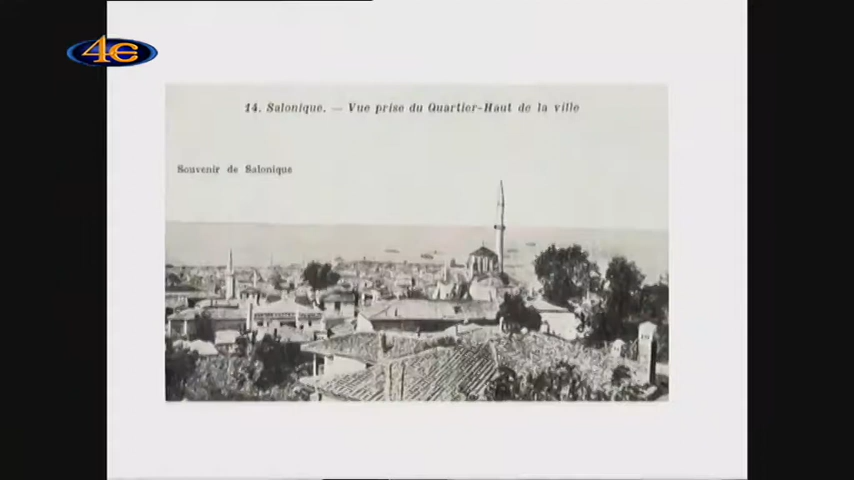 4E
14. Salonique. — Vue prise du Quartier-Haut de la ville
Souvenir de Salonique